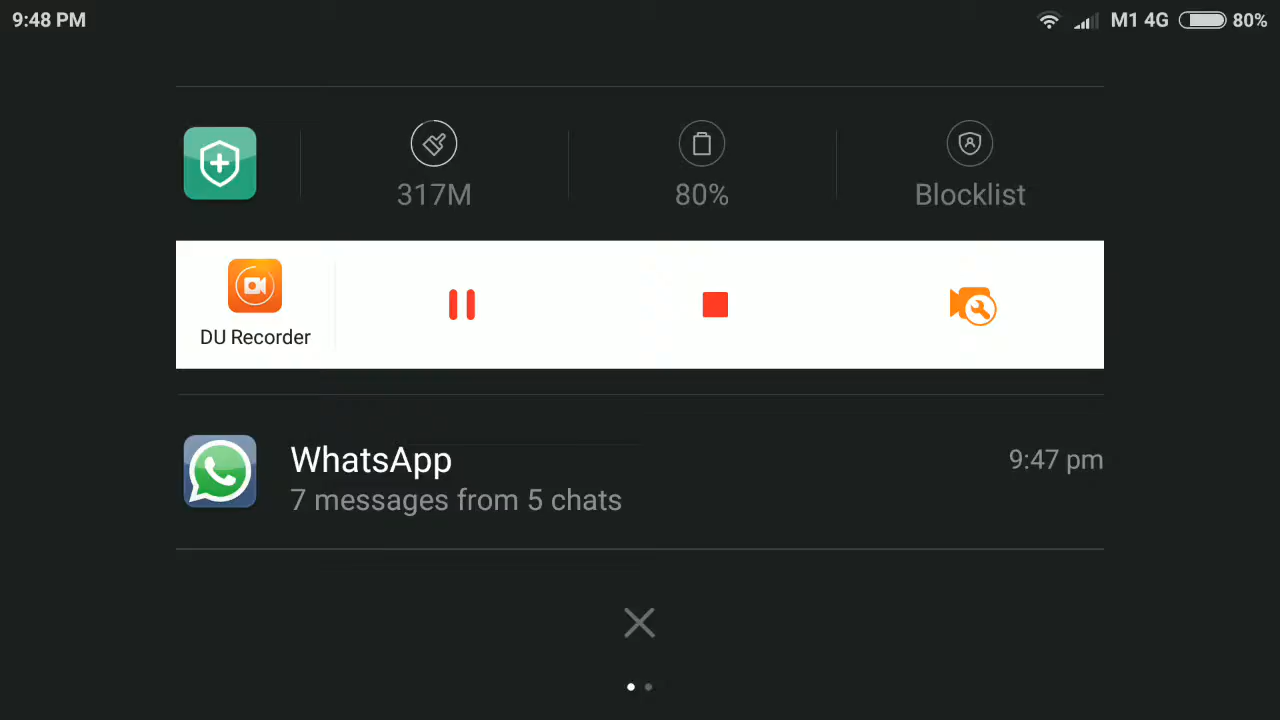 9:48 PM M1 4G 80%
317M 80% Blocklist
DU Recorder
WhatsApp 9:47 pm
7 messages from 5 chats